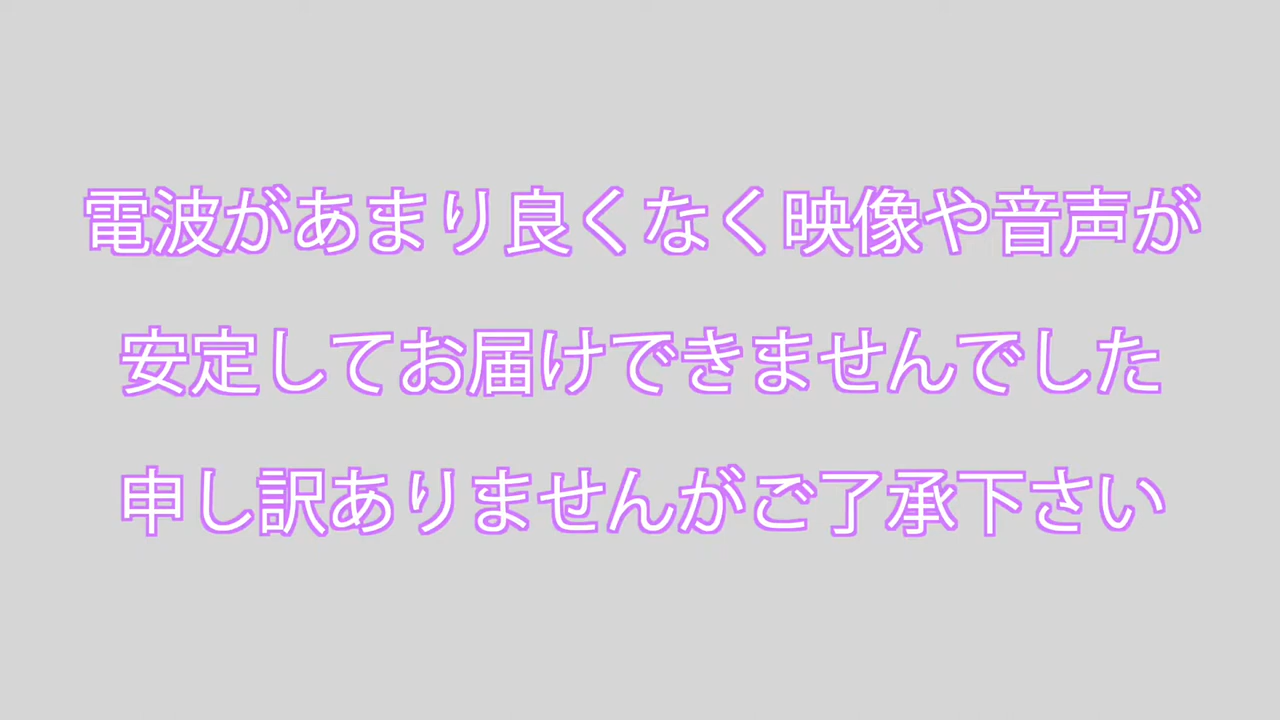 電波があまり良くなく映像や音声が
安定してお届けできませんでした
申し訳ありませんがご了承下さい